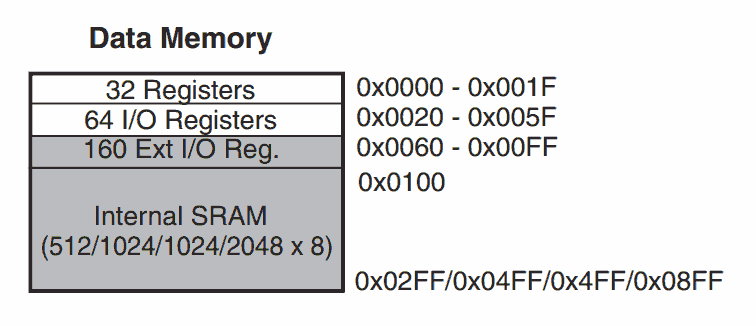 Data Memory
32 Registers 0x0000 - 0x001F
64 I/O Registers 0x0020 - 0x005F
160 Ext I/O Reg. 0x0060 - 0x00FF
0x0100
Internal SRAM
(512/1024/1024/2048 x 8)
0x02FF/0x04FF/0x4FF/0x08FF